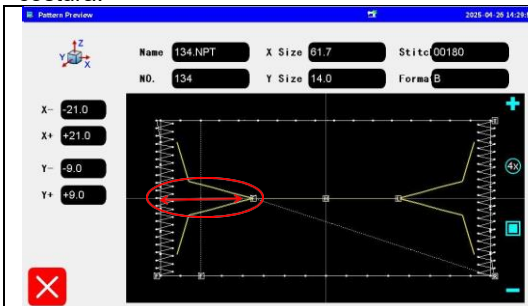 Pattern Preview 2025-04-26 14:29:
Z
Y X
Name 134.NPT X Size 61.7 Stitc 00180
NO. 134 Y Size 14.0 Forma B
X- -21.0
X+ +21.0
Y- -9.0
Y+ +9.0
4x